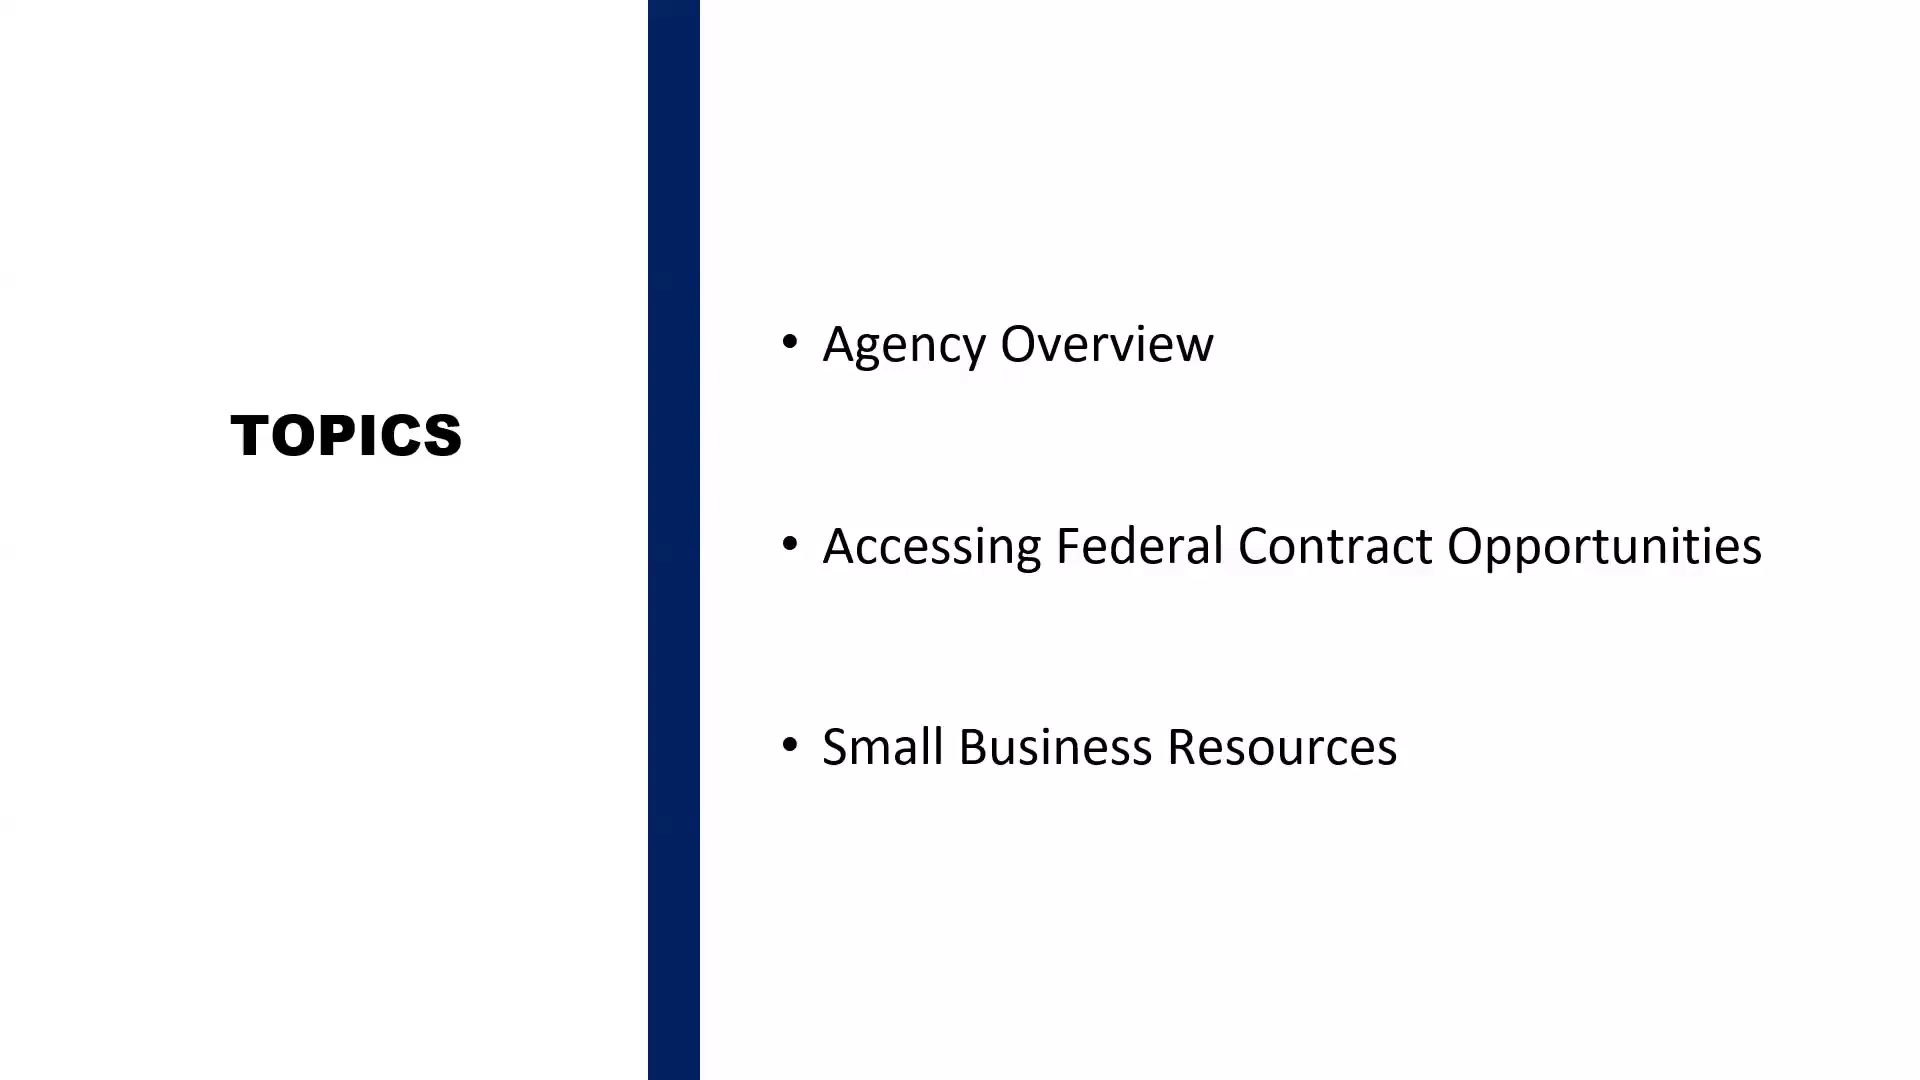 TOPICS
• Agency Overview
• Accessing Federal Contract Opportunities
• Small Business Resources